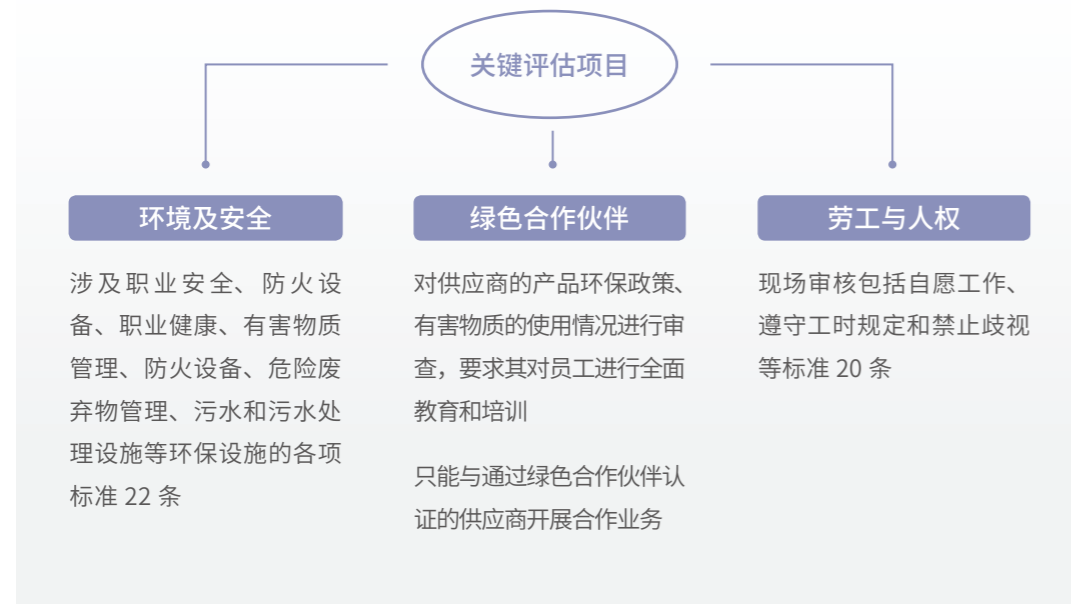 关键评估项目
环境及安全
涉及职业安全、防火设
备、职业健康、有害物质
管理、防火设备、危险废
弃物管理、污水和污水处
理设施等环保设施的各项
标准 22 条
绿色合作伙伴
对供应商的产品环保政策、
有害物质的使用情况进行审
查，要求其对员工进行全面
教育和培训
只能与通过绿色合作伙伴认
证的供应商开展合作业务
劳工与人权
现场审核包括自愿工作、
遵守工时规定和禁止歧视
等标准 20 条